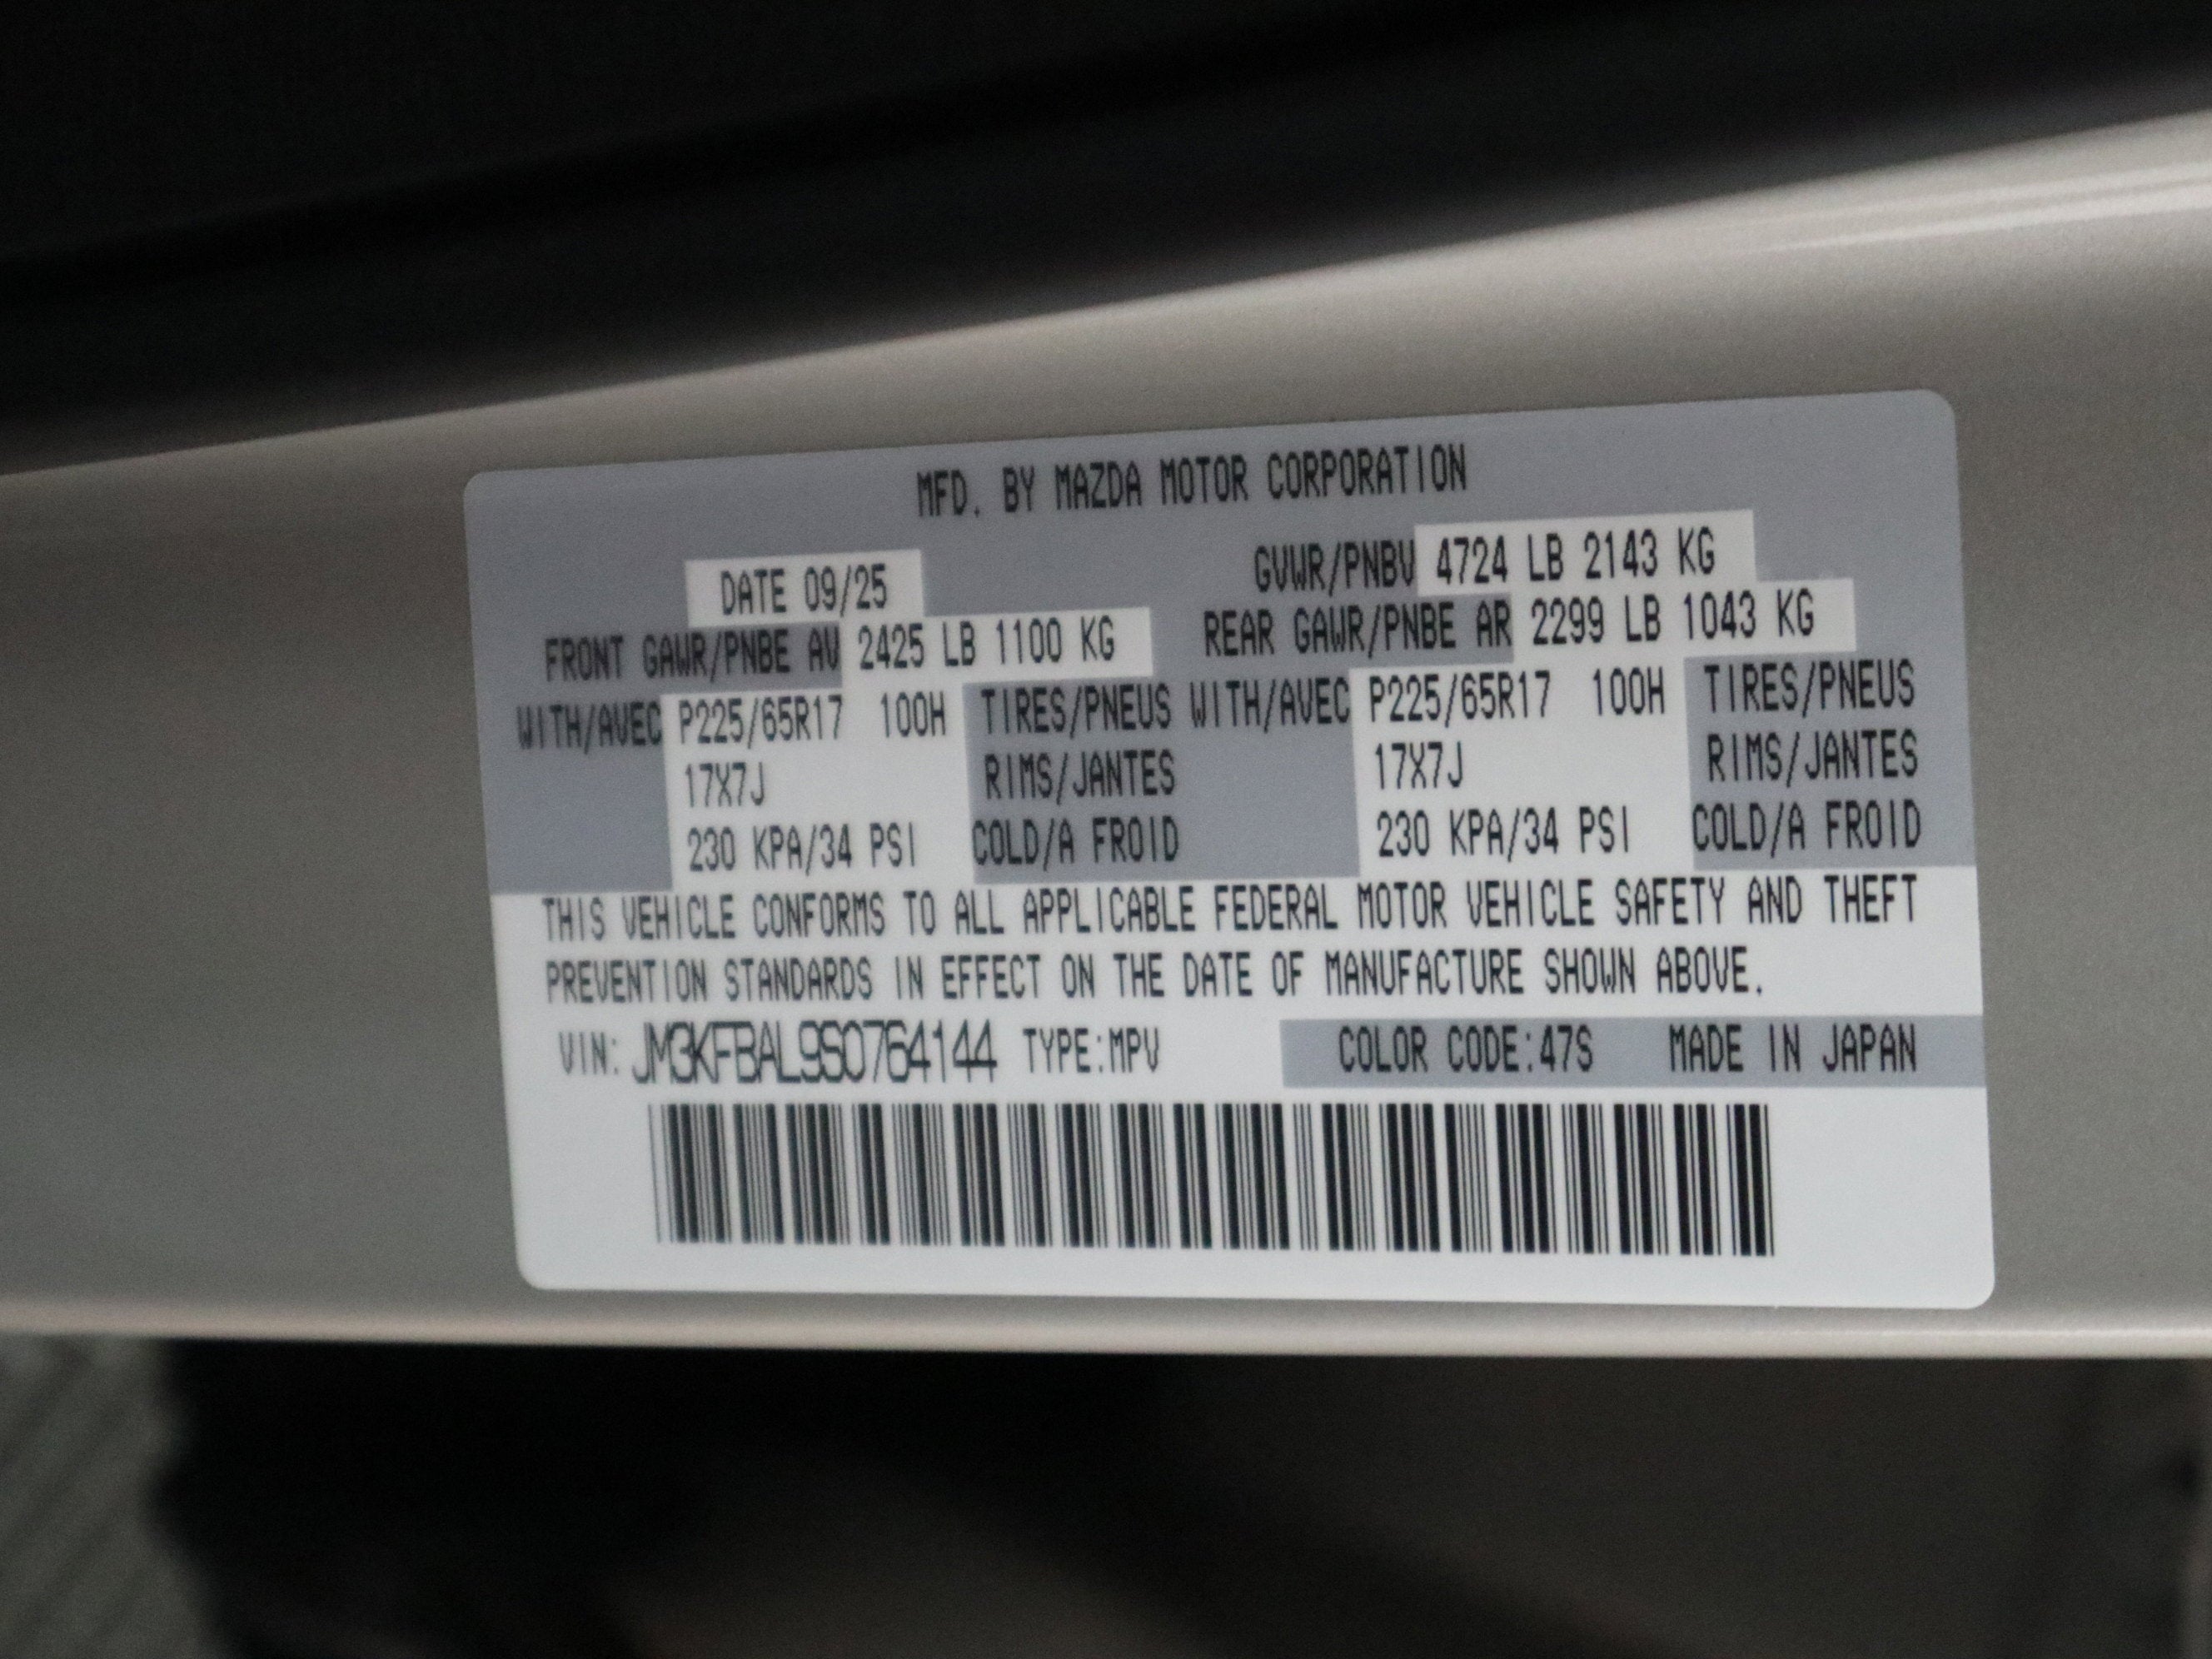 MFD. BY MAZDA MOTOR CORPORATION
DATE 09/25 GVWR/PNBV 4724 LB 2143 KG
FRONT GAWR/PNBE AV 2425 LB 1100 KG REAR GAWR/PNBE AR 2299 LB 1043 KG
WITH/AVEC P225/65R17 100H TIRES/PNEUS WITH/AVEC P225/65R17 100H TIRES/PNEUS
17X7J RIMS/JANTES 17X7J RIMS/JANTES
230 KPA/34 PSI COLD/A FROID 230 KPA/34 PSI COLD/A FROID
THIS VEHICLE CONFORMS TO ALL APPLICABLE FEDERAL MOTOR VEHICLE SAFETY AND THEFT
PREVENTION STANDARDS IN EFFECT ON THE DATE OF MANUFACTURE SHOWN ABOVE.
VIN: JM3KFBAL9S0764144 TYPE:MPV COLOR CODE:47S MADE IN JAPAN